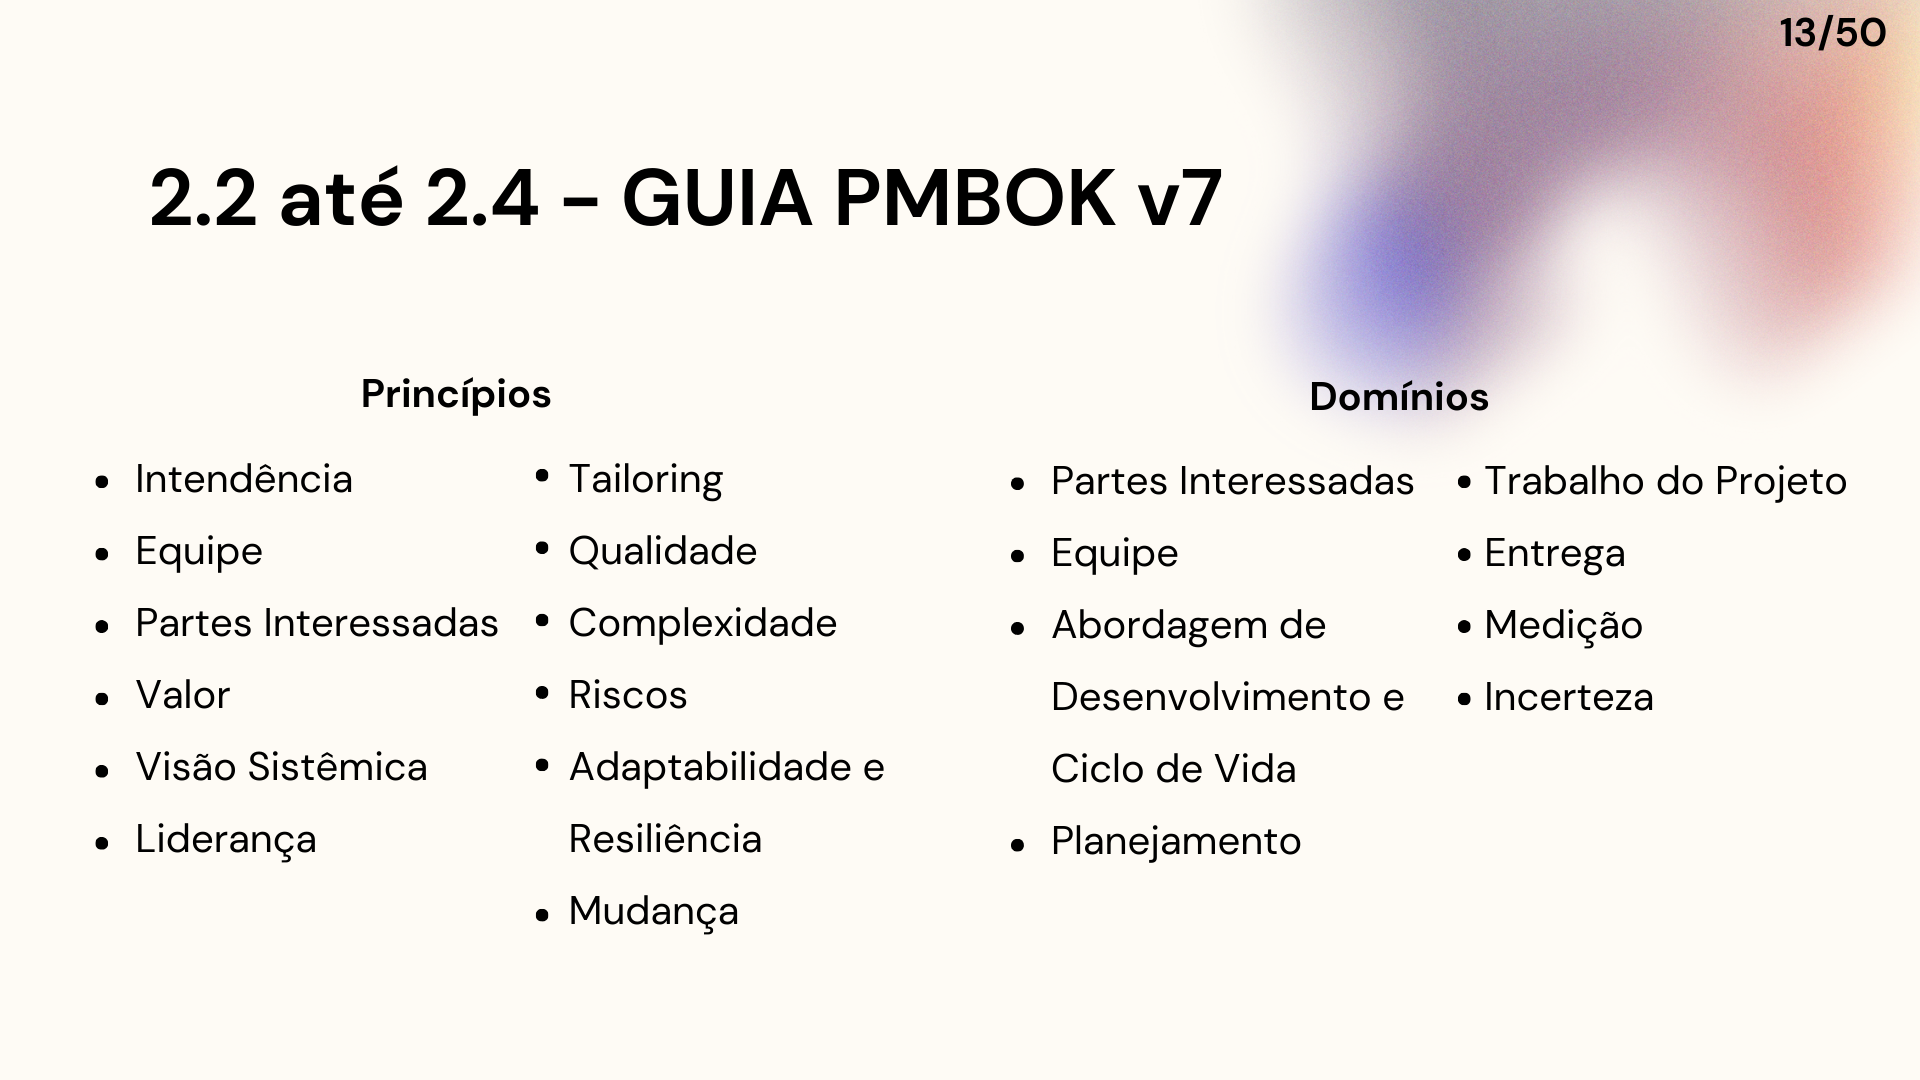 13/50
2.2 até 2.4 - GUIA PMBOK v7
Princípios
• Intendência
• Equipe
• Partes Interessadas
• Valor
• Visão Sistêmica
• Liderança
• Tailoring
• Qualidade
• Complexidade
• Riscos
• Adaptabilidade e
Resiliência
• Mudança
Domínios
• Partes Interessadas
• Equipe
• Abordagem de
Desenvolvimento e
Ciclo de Vida
• Planejamento
• Trabalho do Projeto
• Entrega
• Medição
• Incerteza